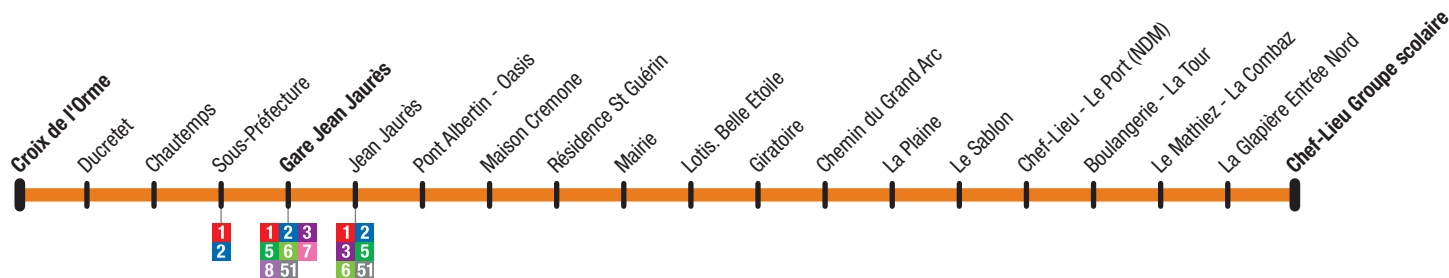 Croix de l'Orme
Ducretet
Chautemps
Sous-Préfecture
Gare Jean Jaurès
Jean Jaurès
Pont Albertin - Oasis
Maison Cremone
Résidence St Guérin
Mairie
Lotis. Belle Etoile
Giratoire
Chemin du Grand Arc
La Plaine
Le Sablon
Chef-Lieu - Le Port (NDM)
Boulangerie - La Tour
Le Mathiez - La Combaz
La Glapière Entrée Nord
Chef-Lieu Groupe scolaire
1
2
1 2 3
5 6 7
8 51
1 2
3 5
6 51